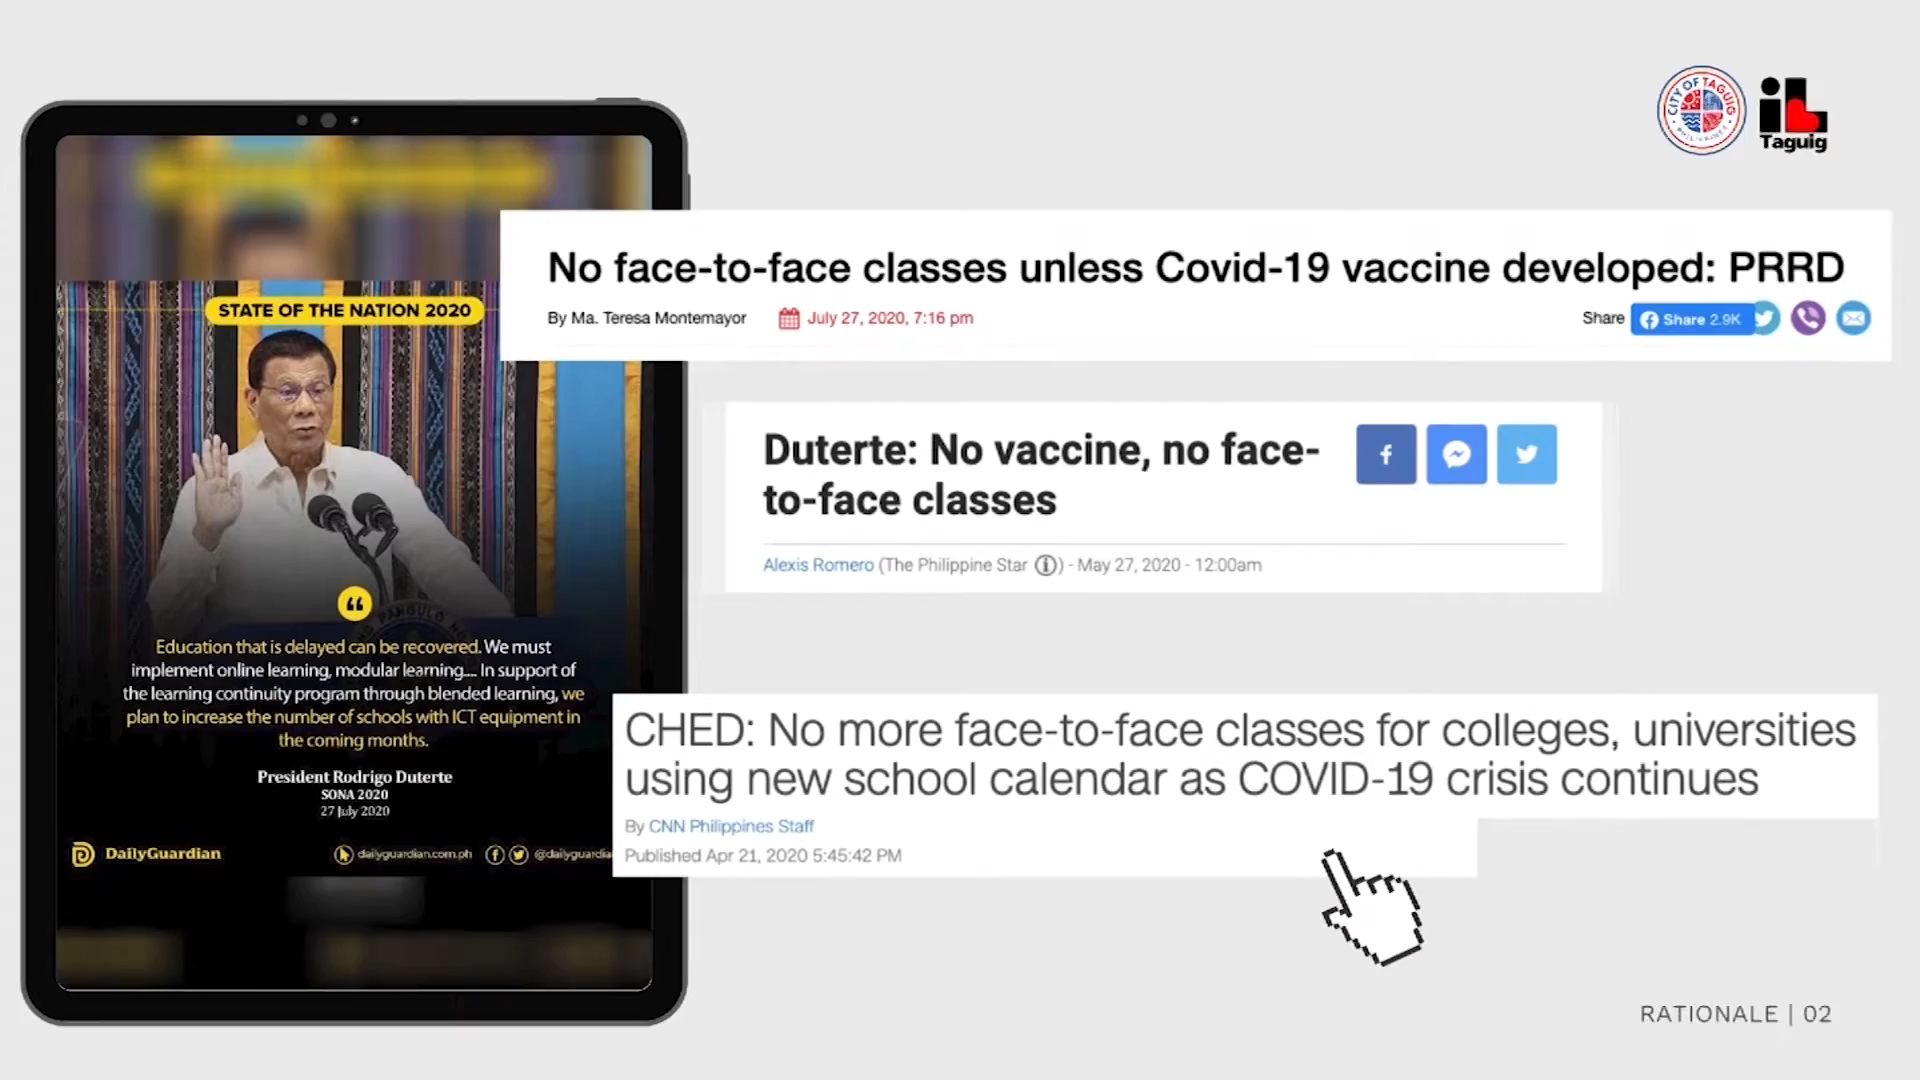 CITY OF TAGUIG
PHILIPPINES
iL
Taguig
STATE OF THE NATION 2020
Education that is delayed can be recovered. We must
implement online learning, modular learning.... In support of
the learning continuity program through blended learning, we
plan to increase the number of schools with ICT equipment in
the coming months.
President Rodrigo Duterte
SONA 2020
27 July 2020
DailyGuardian
dailyguardian.com.ph
No face-to-face classes unless Covid-19 vaccine developed: PRRD
By Ma. Teresa Montemayor
July 27, 2020, 7:16 pm
Share
Share 2.9K
Duterte: No vaccine, no face-
to-face classes
Alexis Romero (The Philippine Star ) - May 27, 2020 - 12:00am
CHED: No more face-to-face classes for colleges, universities
using new school calendar as COVID-19 crisis continues
By CNN Philippines Staff
Published Apr 21, 2020 5:45:42 PM
RATIONALE | 02